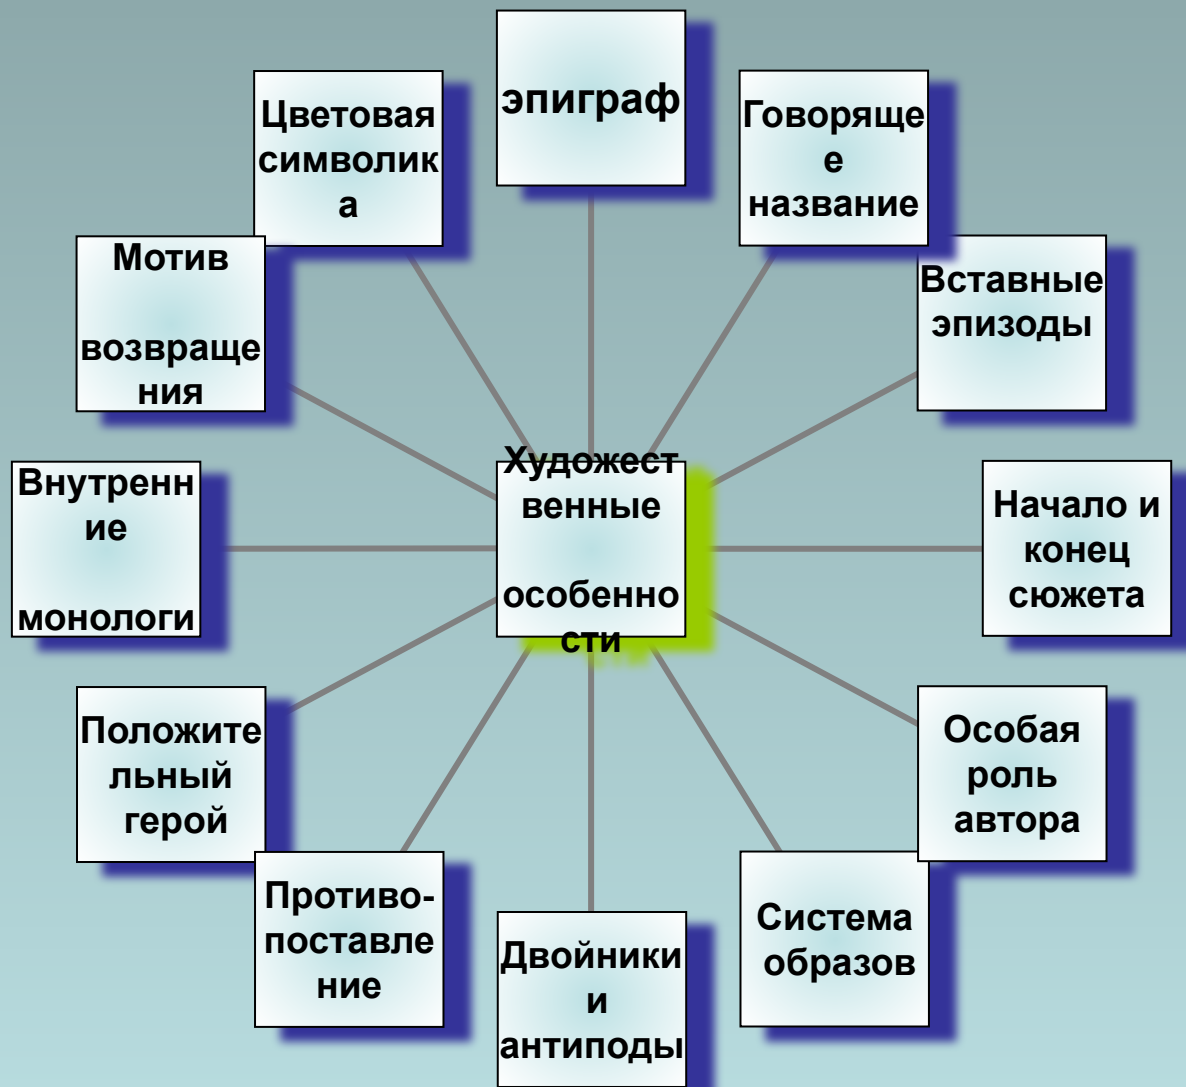 эпиграф
Говоряще
е
название
Вставные
эпизоды
Начало и
конец
сюжета
Особая
роль
автора
Система
образов
Двойники
и
антиподы
Противо-
поставле
ние
Положите
льный
герой
Внутренн
ие
монологи
Мотив
возвраще
ния
Цветовая
символик
а
Художест
венные
особенно
сти